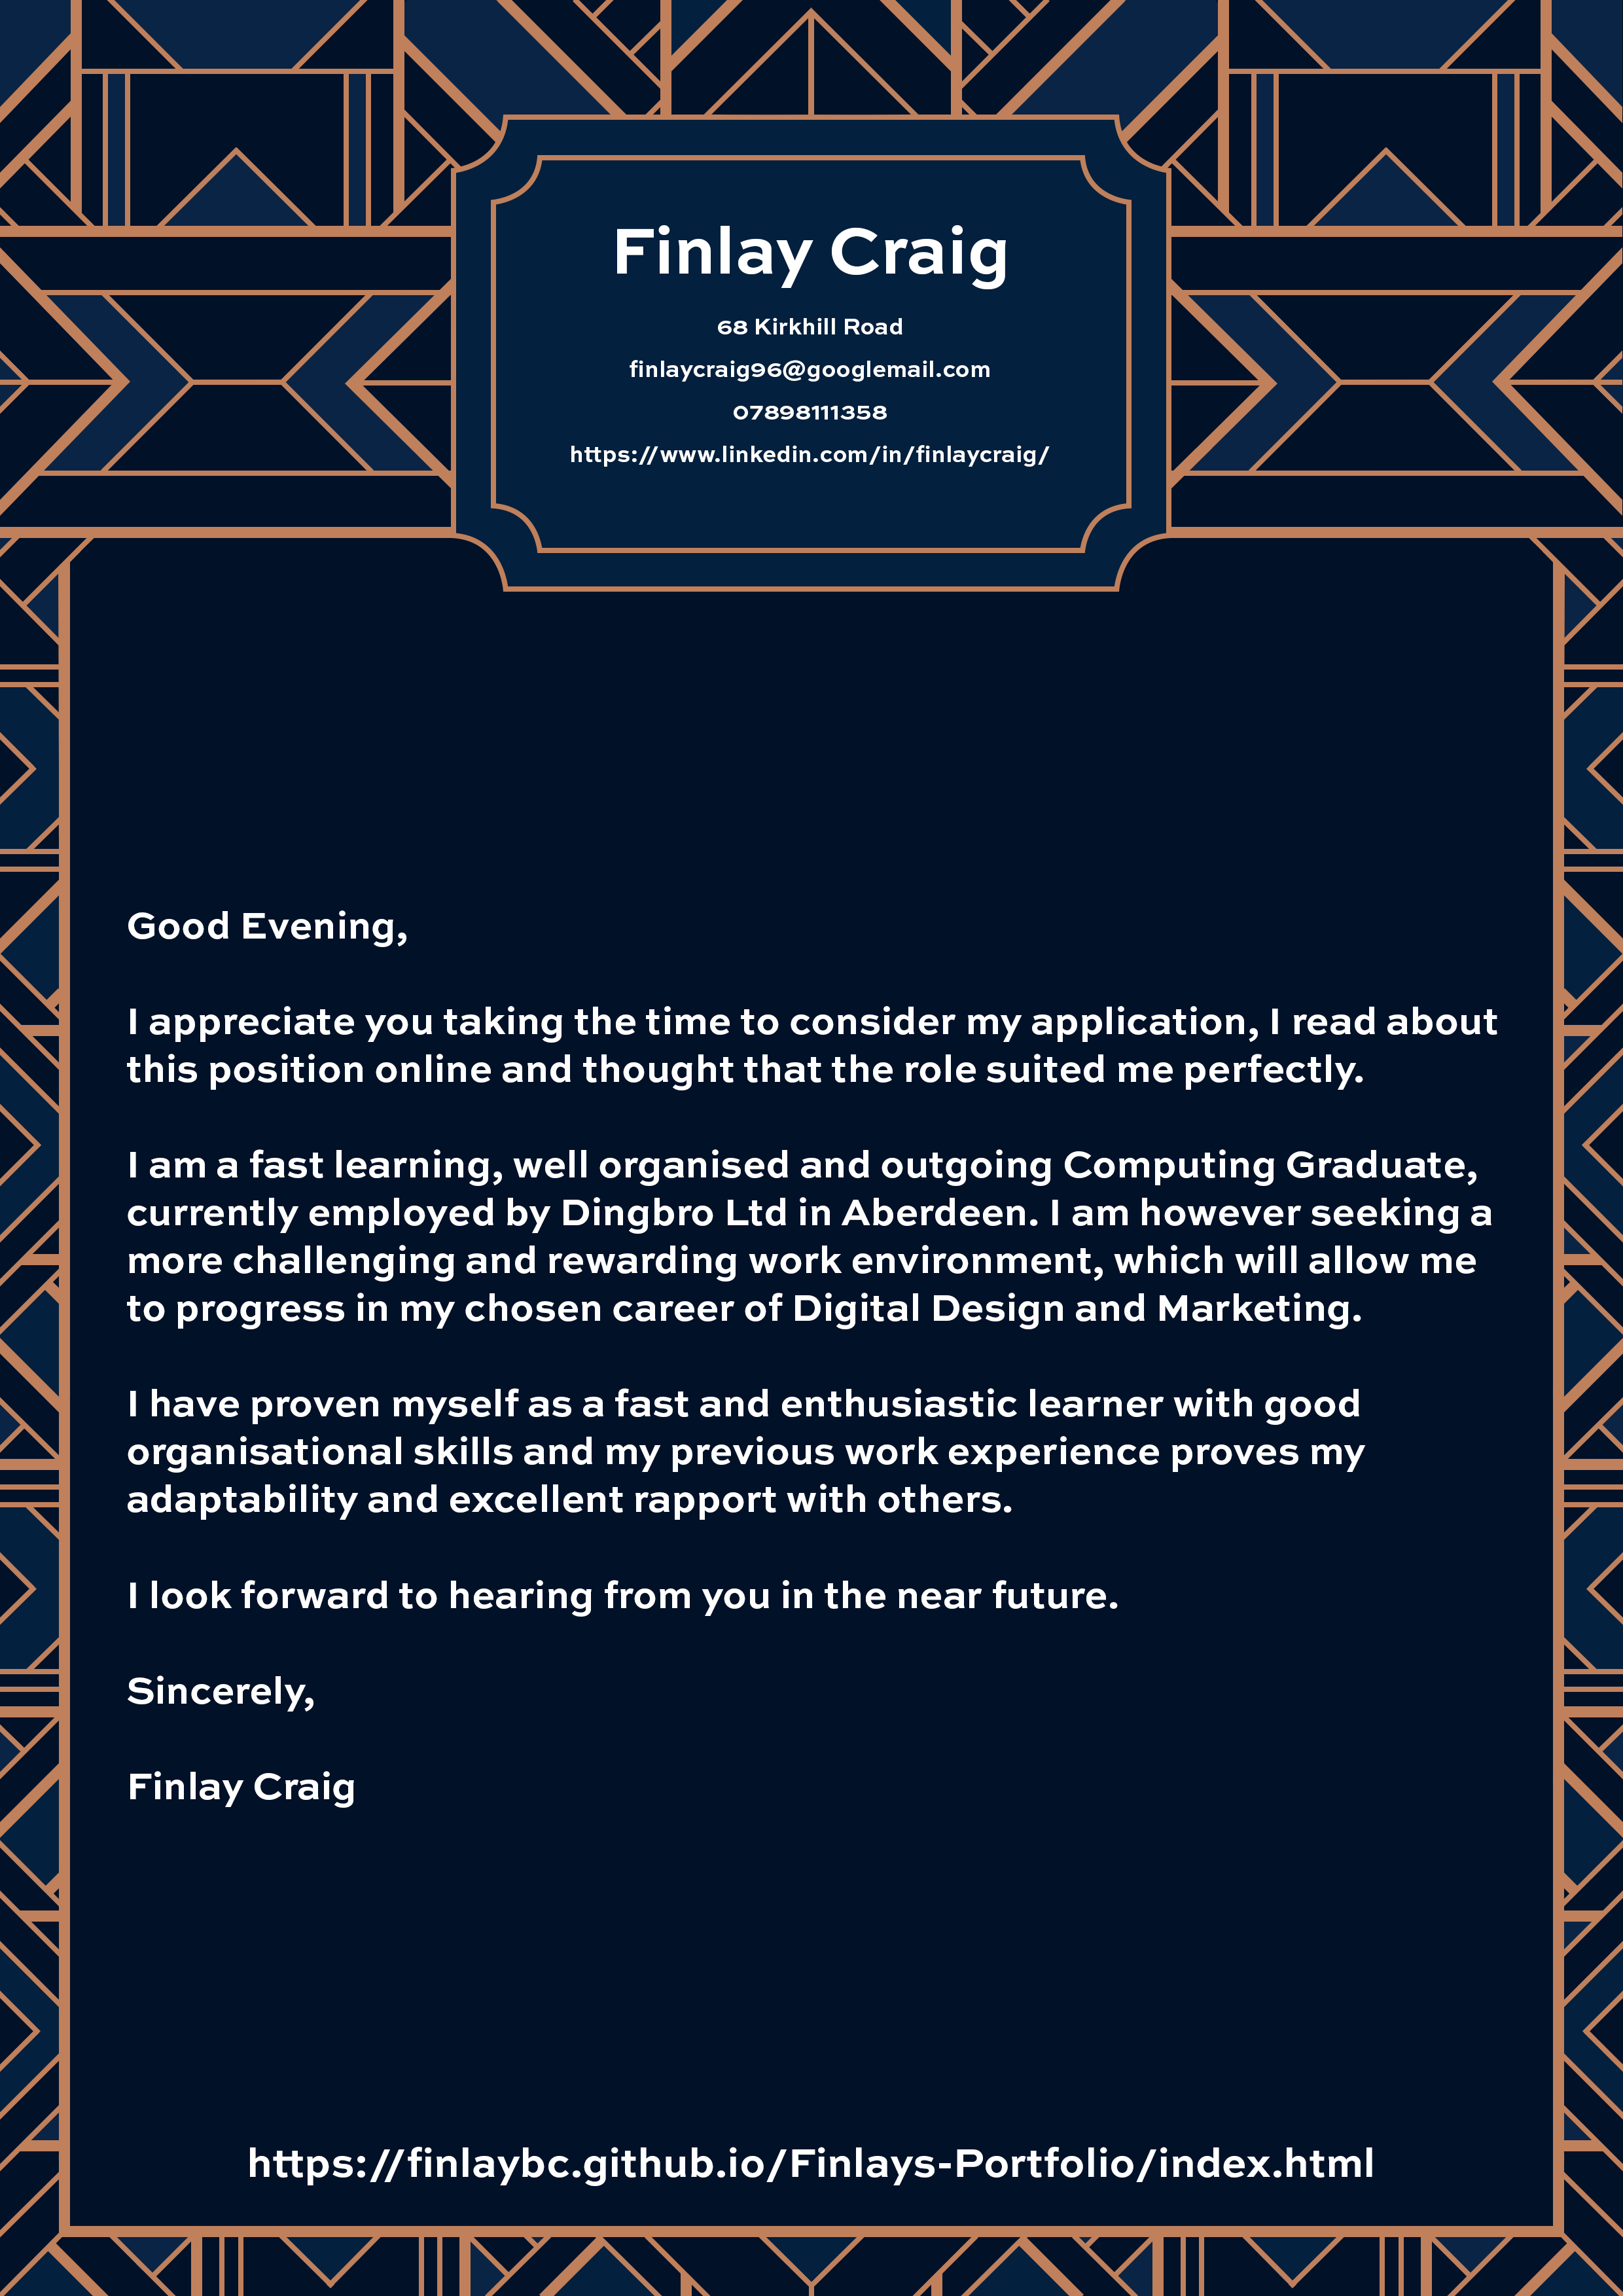 Finlay Craig
68 Kirkhill Road
finlaycraig96@googlemail.com
07898111358
https://www.linkedin.com/in/finlaycraig/
Good Evening,
I appreciate you taking the time to consider my application, I read about
this position online and thought that the role suited me perfectly.
I am a fast learning, well organised and outgoing Computing Graduate,
currently employed by Dingbro Ltd in Aberdeen. I am however seeking a
more challenging and rewarding work environment, which will allow me
to progress in my chosen career of Digital Design and Marketing.
I have proven myself as a fast and enthusiastic learner with good
organisational skills and my previous work experience proves my
adaptability and excellent rapport with others.
I look forward to hearing from you in the near future.
Sincerely,
Finlay Craig
https://finlaybc.github.io/Finlays-Portfolio/index.html